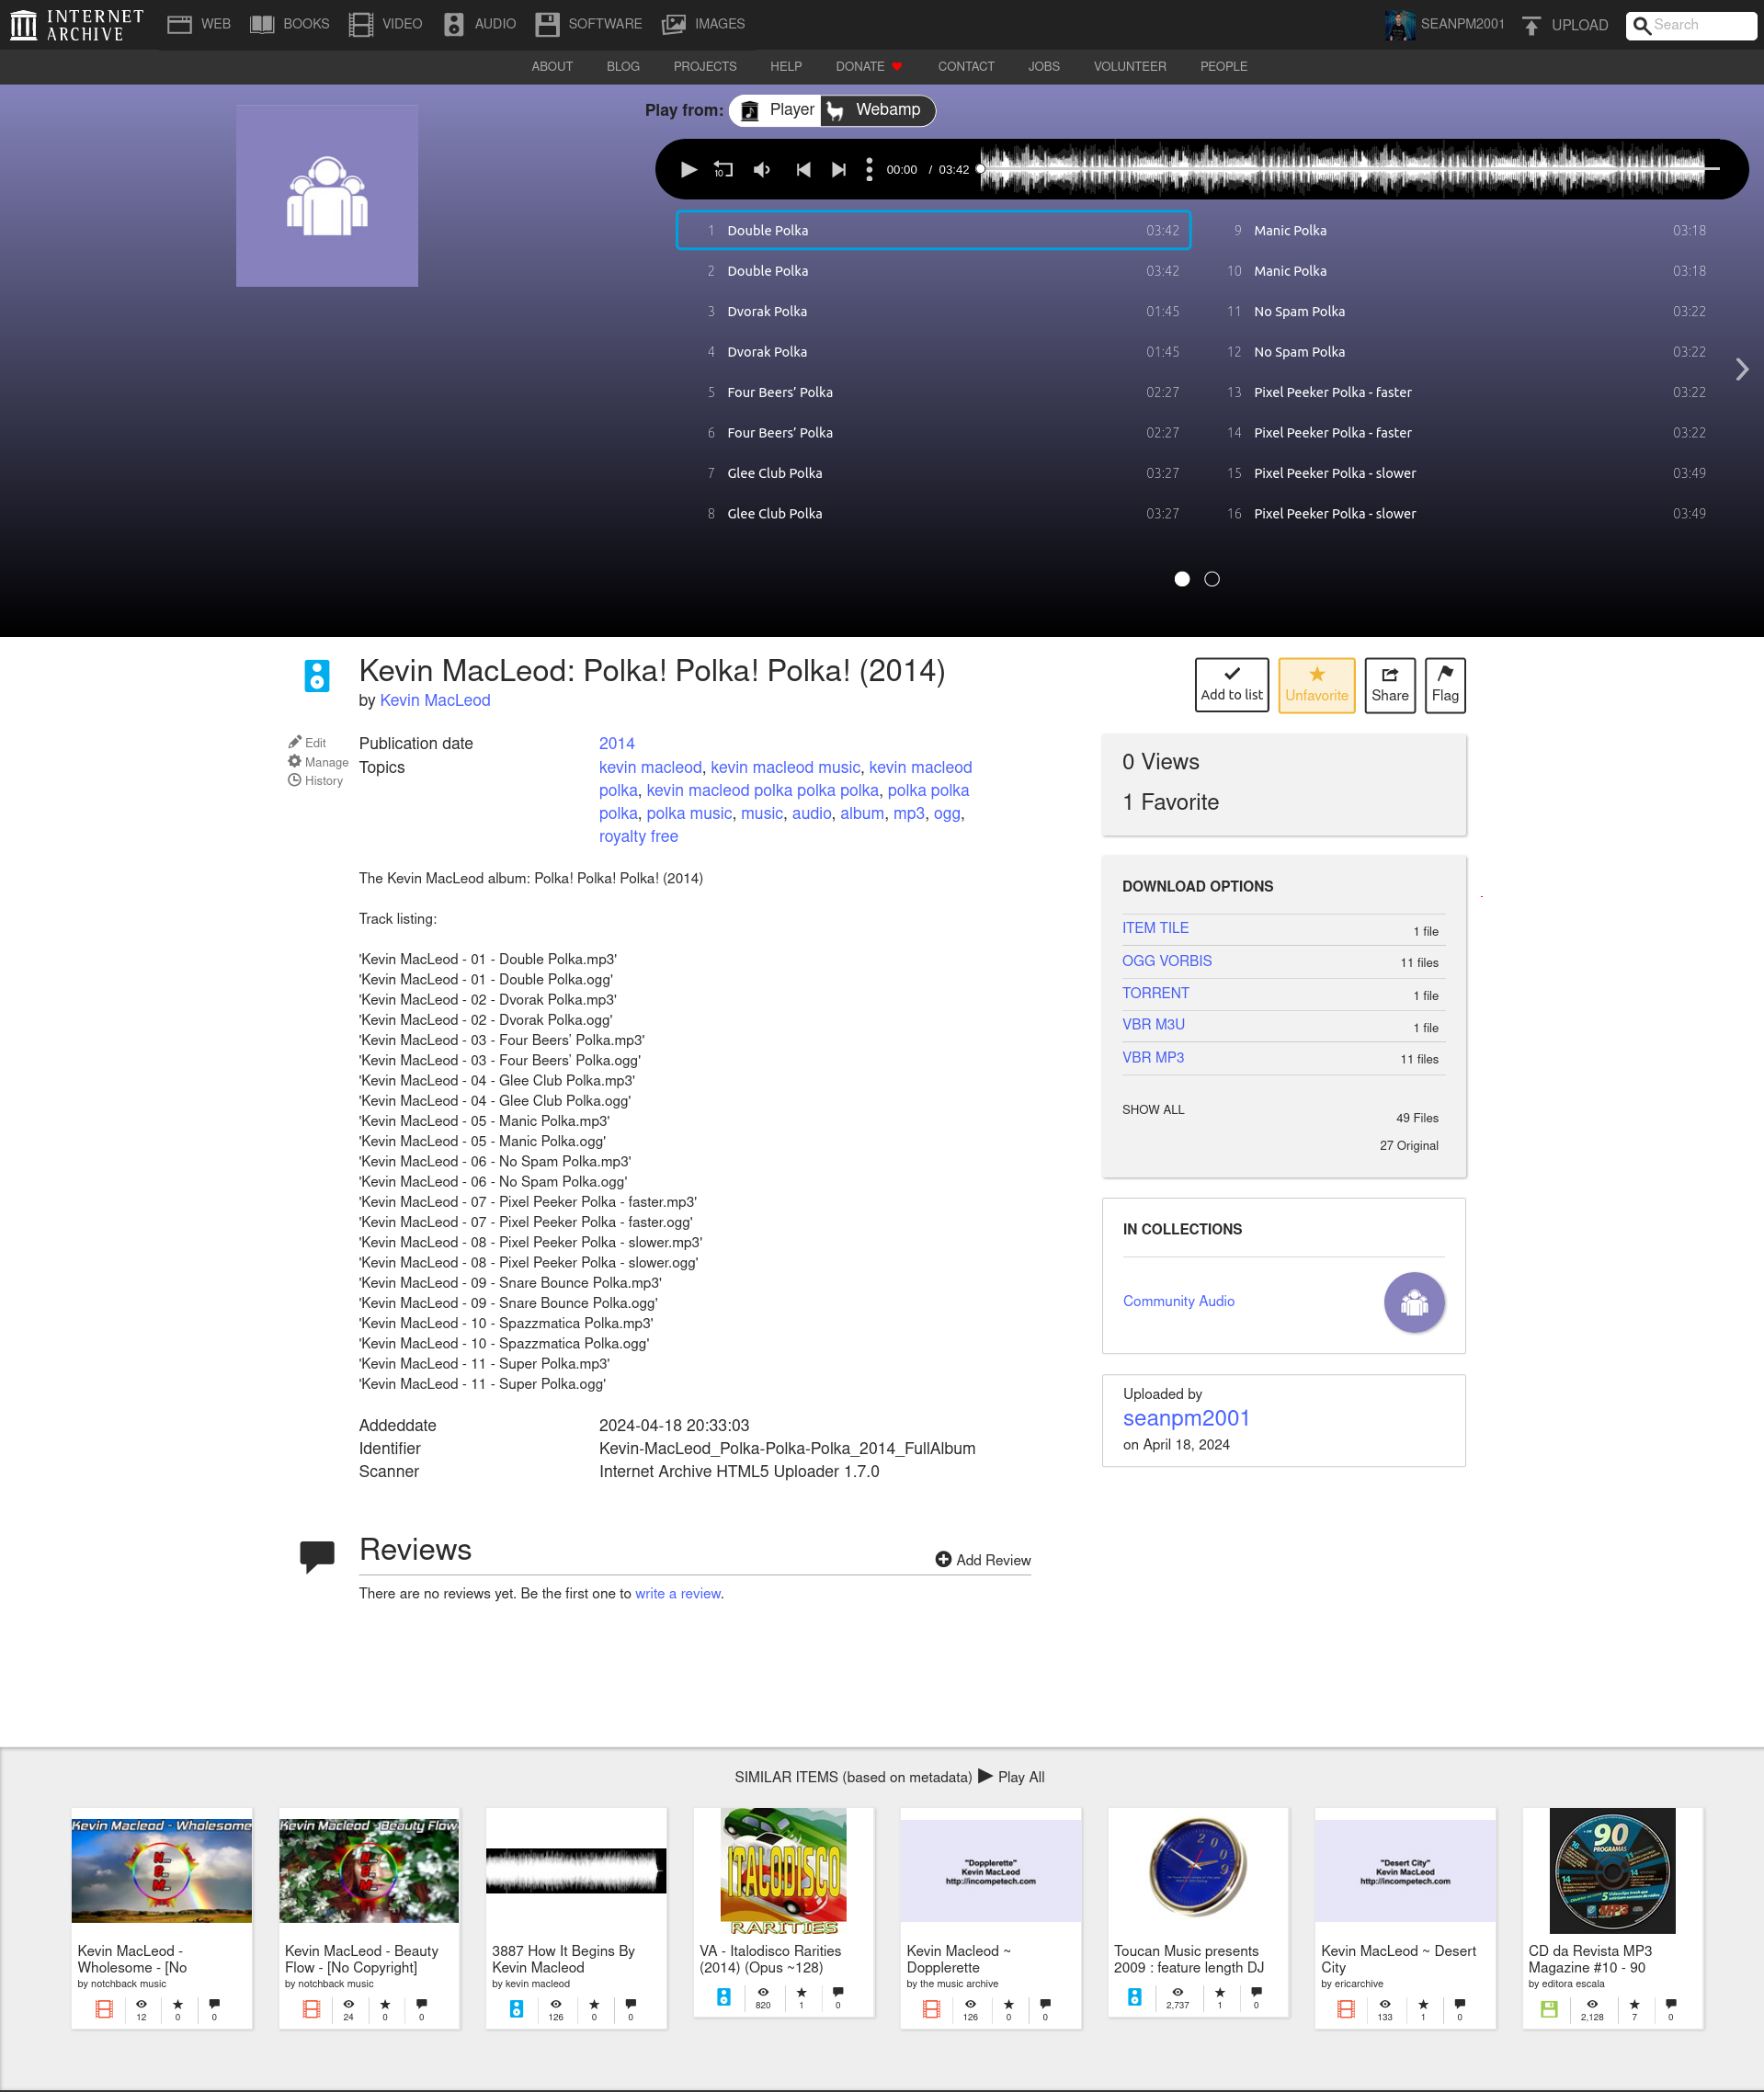 INTERNET ARCHIVE
WEB BOOKS VIDEO AUDIO SOFTWARE IMAGES SEANPM2001 UPLOAD Search
ABOUT BLOG PROJECTS HELP DONATE CONTACT JOBS VOLUNTEER PEOPLE
Play from: Player Webamp
10 00:00 / 03:42
1 Double Polka 03:42
2 Double Polka 03:42
3 Dvorak Polka 01:45
4 Dvorak Polka 01:45
5 Four Beers’ Polka 02:27
6 Four Beers’ Polka 02:27
7 Glee Club Polka 03:27
8 Glee Club Polka 03:27
9 Manic Polka 03:18
10 Manic Polka 03:18
11 No Spam Polka 03:22
12 No Spam Polka 03:22
13 Pixel Peeker Polka - faster 03:22
14 Pixel Peeker Polka - faster 03:22
15 Pixel Peeker Polka - slower 03:49
16 Pixel Peeker Polka - slower 03:49
Kevin MacLeod: Polka! Polka! Polka! (2014)
by Kevin MacLeod
Edit
Manage
History
Publication date 2014
Topics kevin macleod, kevin macleod music, kevin macleod
polka, kevin macleod polka polka polka, polka polka
polka, polka music, music, audio, album, mp3, ogg,
royalty free
The Kevin MacLeod album: Polka! Polka! Polka! (2014)
Track listing:
'Kevin MacLeod - 01 - Double Polka.mp3'
'Kevin MacLeod - 01 - Double Polka.ogg'
'Kevin MacLeod - 02 - Dvorak Polka.mp3'
'Kevin MacLeod - 02 - Dvorak Polka.ogg'
'Kevin MacLeod - 03 - Four Beers’ Polka.mp3'
'Kevin MacLeod - 03 - Four Beers’ Polka.ogg'
'Kevin MacLeod - 04 - Glee Club Polka.mp3'
'Kevin MacLeod - 04 - Glee Club Polka.ogg'
'Kevin MacLeod - 05 - Manic Polka.mp3'
'Kevin MacLeod - 05 - Manic Polka.ogg'
'Kevin MacLeod - 06 - No Spam Polka.mp3'
'Kevin MacLeod - 06 - No Spam Polka.ogg'
'Kevin MacLeod - 07 - Pixel Peeker Polka - faster.mp3'
'Kevin MacLeod - 07 - Pixel Peeker Polka - faster.ogg'
'Kevin MacLeod - 08 - Pixel Peeker Polka - slower.mp3'
'Kevin MacLeod - 08 - Pixel Peeker Polka - slower.ogg'
'Kevin MacLeod - 09 - Snare Bounce Polka.mp3'
'Kevin MacLeod - 09 - Snare Bounce Polka.ogg'
'Kevin MacLeod - 10 - Spazzmatica Polka.mp3'
'Kevin MacLeod - 10 - Spazzmatica Polka.ogg'
'Kevin MacLeod - 11 - Super Polka.mp3'
'Kevin MacLeod - 11 - Super Polka.ogg'
Addeddate 2024-04-18 20:33:03
Identifier Kevin-MacLeod_Polka-Polka-Polka_2014_FullAlbum
Scanner Internet Archive HTML5 Uploader 1.7.0
Reviews
Add Review
There are no reviews yet. Be the first one to write a review.
Add to list Unfavorite Share Flag
0 Views
1 Favorite
DOWNLOAD OPTIONS
ITEM TILE 1 file
OGG VORBIS 11 files
TORRENT 1 file
VBR M3U 1 file
VBR MP3 11 files
SHOW ALL 49 Files
27 Original
IN COLLECTIONS
Community Audio
Uploaded by
seanpm2001
on April 18, 2024
SIMILAR ITEMS (based on metadata) Play All
Kevin Macleod - Wholesome
Kevin MacLeod -
Wholesome - [No
by notchback music
12 0 0
Kevin Macleod - Beauty Flow
Kevin MacLeod - Beauty
Flow - [No Copyright]
by notchback music
24 0 0
3887 How It Begins By
Kevin Macleod
by kevin macleod
126 0 0
ITALODISCO
RARITIES
VA - Italodisco Rarities
(2014) (Opus ~128)
820 1 0
"Dopplerette"
Kevin MacLeod
http://incompetech.com
Kevin Macleod ~
Dopplerette
by the music archive
126 0 0
2009
Toucan Music presents
2009 : feature length DJ
2,737 1 0
"Desert City"
Kevin MacLeod
http://incompetech.com
Kevin MacLeod ~ Desert
City
by ericarchive
133 1 0
90
PROGRAMAS
MP3
CD da Revista MP3
Magazine #10 - 90
by editora escala
2,128 7 0